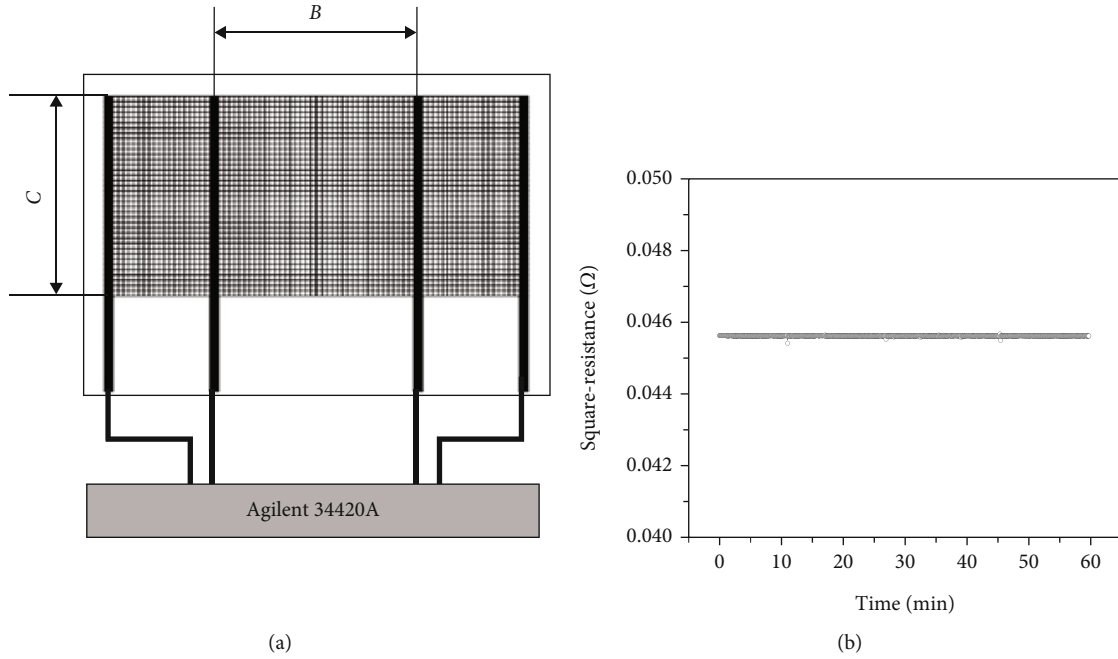 B
C
Agilent 34420A
(a)
0.050
0.048
0.046
0.044
0.042
0.040
Square-resistance (Ω)
0 10 20 30 40 50 60
Time (min)
(b)